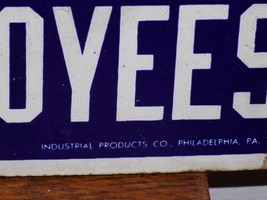 OYEES
INDUSTRIAL PRODUCTS CO., PHILADELPHIA, PA.